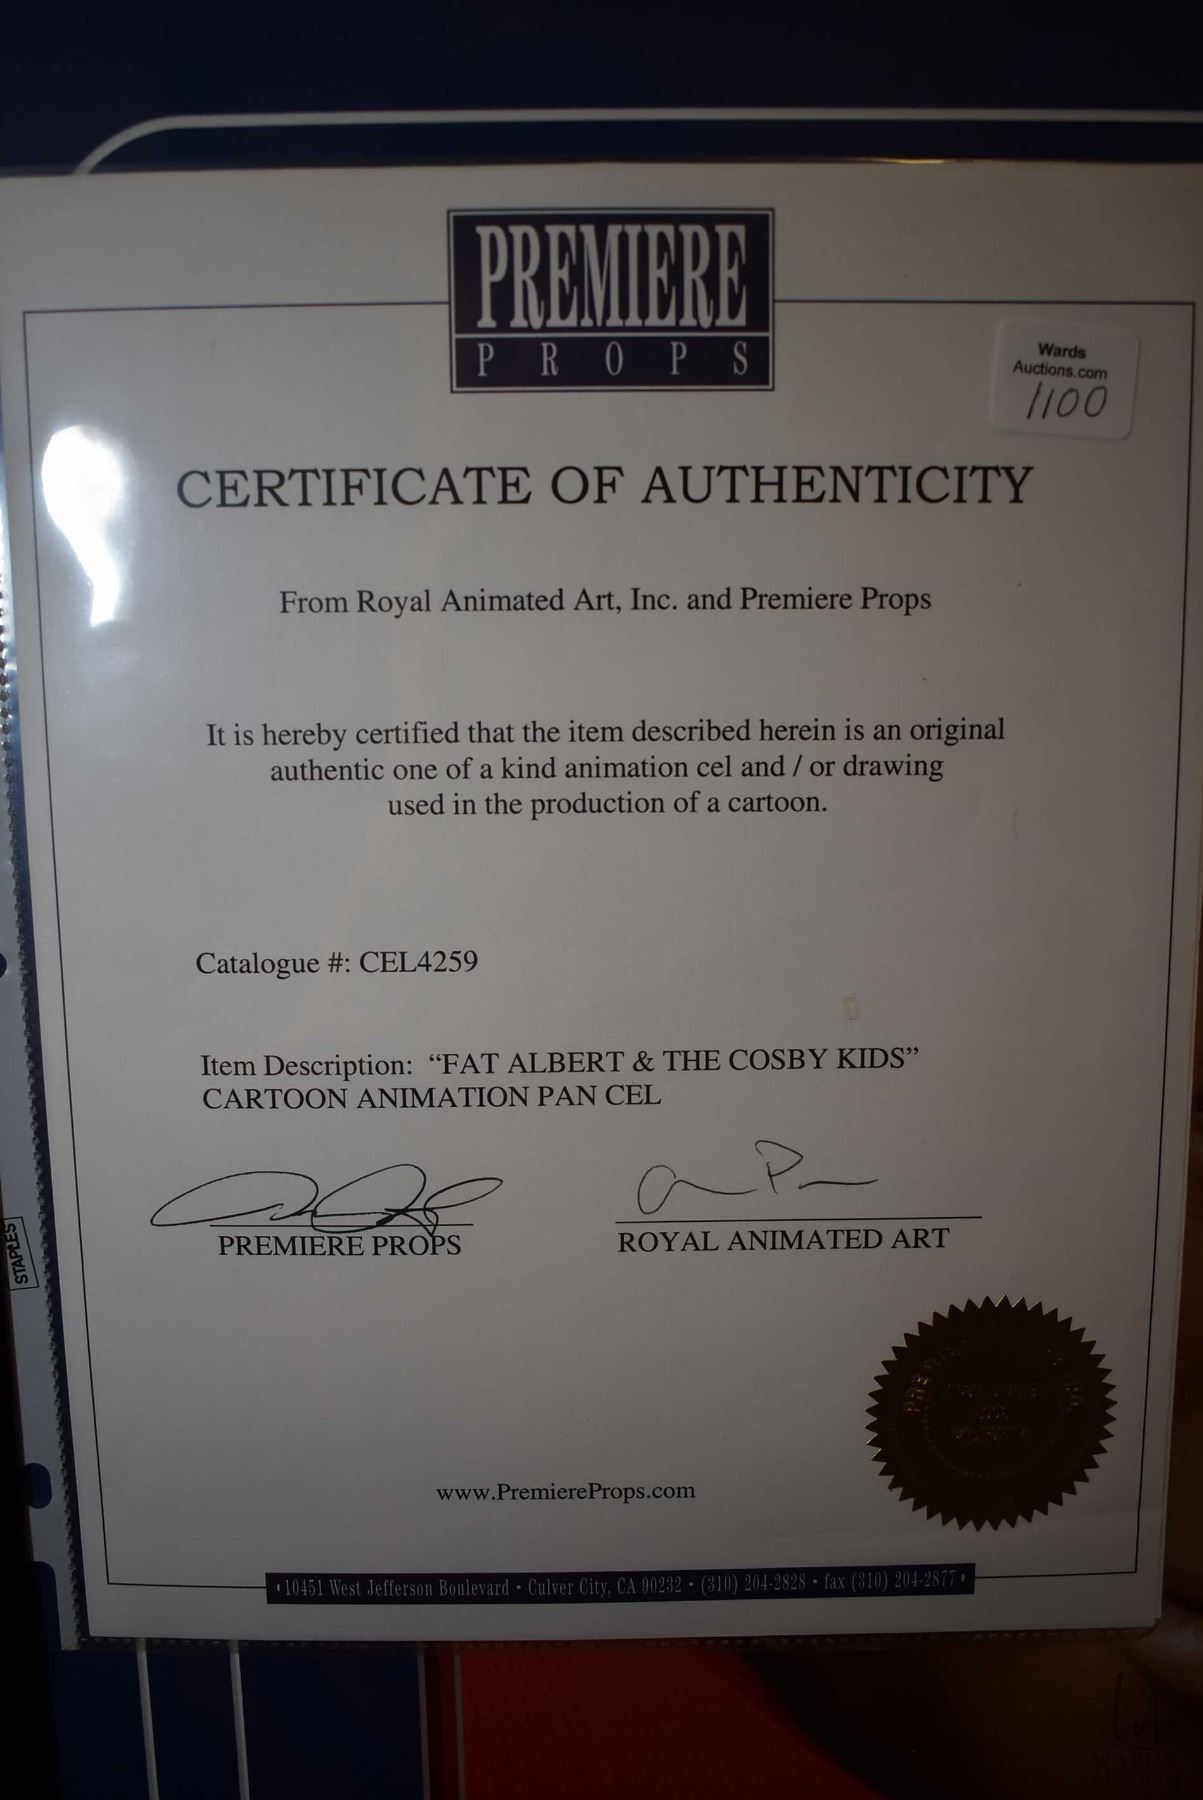 PREMIERE
PROPS
Wards
Auctions.com
1100
CERTIFICATE OF AUTHENTICITY
From Royal Animated Art, Inc. and Premiere Props
It is hereby certified that the item described herein is an original
authentic one of a kind animation cel and / or drawing
used in the production of a cartoon.
Catalogue #: CEL4259
Item Description: “FAT ALBERT & THE COSBY KIDS”
CARTOON ANIMATION PAN CEL
PREMIERE PROPS
ROYAL ANIMATED ART
STAPLES
www.PremiereProps.com
10451 West Jefferson Boulevard • Culver City, CA 90232 • (310) 204-2828 • fax (310) 204-2877